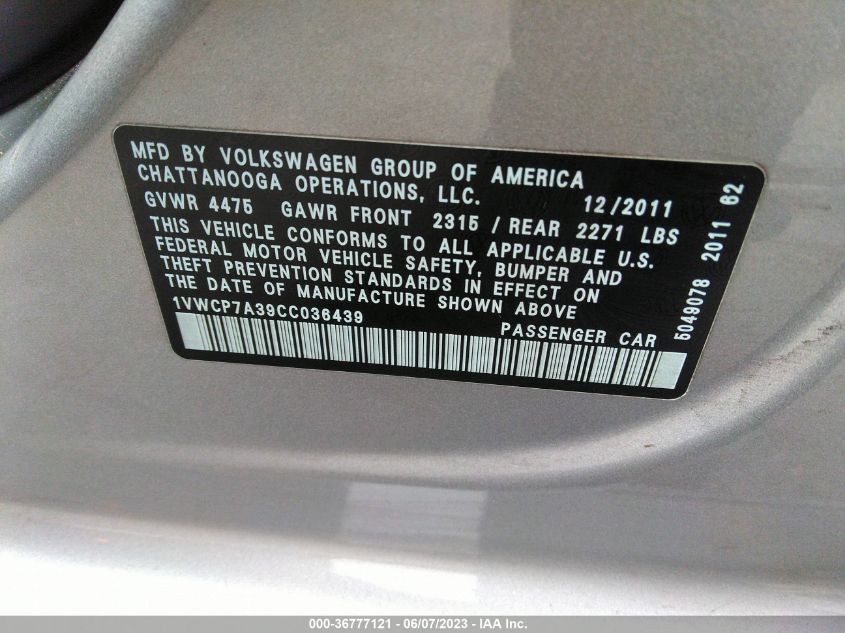 MFD BY VOLKSWAGEN GROUP OF AMERICA
CHATTANOOGA OPERATIONS, LLC. 12/2011
GVWR 4475 GAWR FRONT 2315 / REAR 2271 LBS
THIS VEHICLE CONFORMS TO ALL APPLICABLE U.S.
FEDERAL MOTOR VEHICLE SAFETY, BUMPER AND
THEFT PREVENTION STANDARDS IN EFFECT ON
THE DATE OF MANUFACTURE SHOWN ABOVE
1VWCP7A39CC036439 PASSENGER CAR
5049078 2011 62
000-36777121 - 06/07/2023 - IAA Inc.